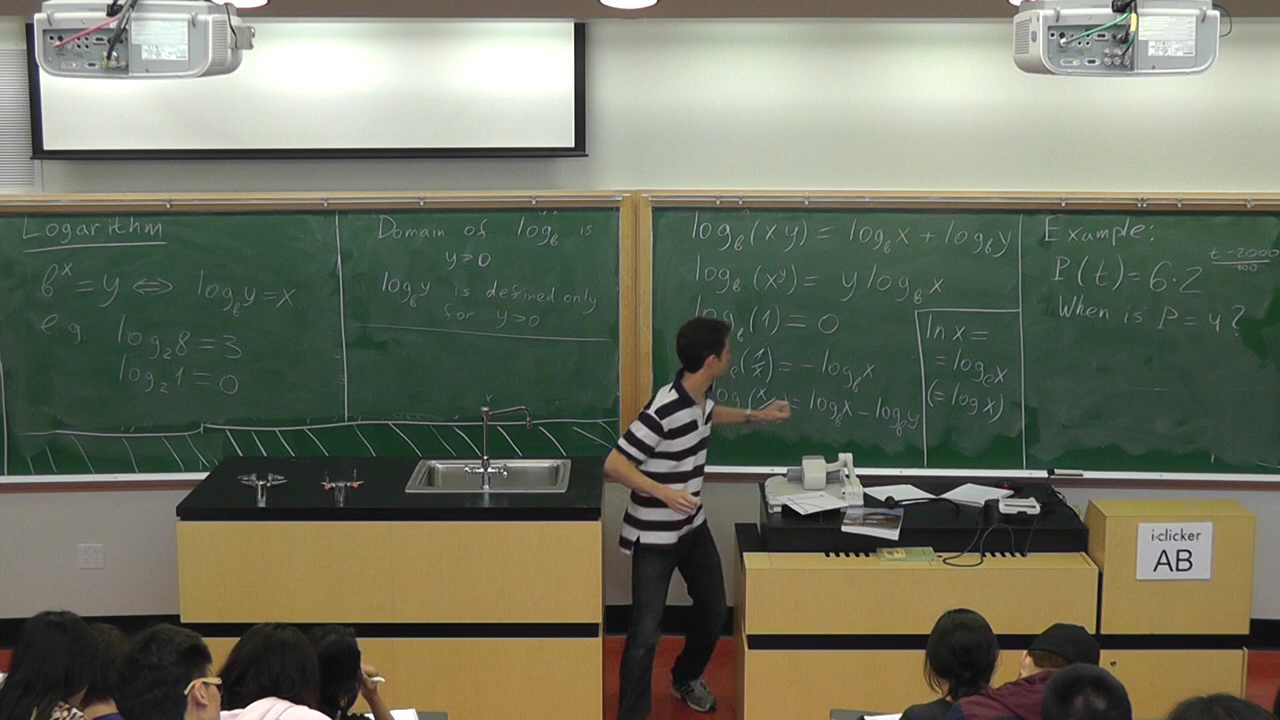 Logarithm
b^x = y ⇔ log_b y = x
e.g. log_2 8 = 3
log_2 1 = 0
Domain of log_b is
y>0
log_b y is defined only
for y>0
log_b (xy) = log_b x + log_b y
log_b (x^y) = y log_b x
log_b (1) = 0
(1/x) = -log_b x
= log_b x - log_b y
ln x =
= log_e x
(= log x)
Example:
P(t) = 6·2^((t-2000)/100)
When is P=4?
i-clicker
AB